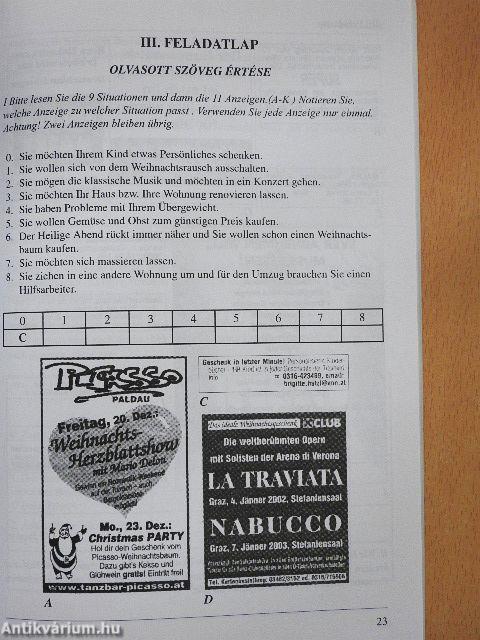 III. FELADATLAP
OLVASOTT SZÖVEG ÉRTÉSE
I Bitte lesen Sie die 9 Situationen und dann die 11 Anzeigen.(A-K ) Notieren Sie,
welche Anzeige zu welcher Situation passt . Verwenden Sie jede Anzeige nur einmal.
Achtung! Zwei Anzeigen bleiben übrig.
0. Sie möchten Ihrem Kind etwas Persönliches schenken.
1. Sie wollen sich von dem Weihnachtsrausch ausschalten.
2. Sie mögen die klassische Musik und möchten in ein Konzert gehen.
3. Sie möchten Ihr Haus bzw. Ihre Wohnung renovieren lassen.
4. Sie haben Probleme mit Ihrem Übergewicht.
5. Sie wollen Gemüse und Obst zum günstigen Preis kaufen.
6. Der Heilige Abend rückt immer näher und Sie wollen schon einen Weihnachts-
baum kaufen.
7. Sie möchten sich massieren lassen.
8. Sie ziehen in eine andere Wohnung um und für den Umzug brauchen Sie einen
Hilfsarbeiter.
0 1 2 3 4 5 6 7 8
C
PICASSO
PALDAU
Freitag, 20. Dez.:
Weihnachts-
Herzblattshow
mit Mario Delon
Mo., 23. Dez.:
Christmas PARTY
Hol dir dein Geschenk vom
Picasso-Weihnachtsbaum.
Dazu gibt's Kekse und
Glühwein gratis! Eintritt frei!
www.tanzbar-picasso.at
A
Geschenk in letzter Minute!
C
Das ideale Weihnachtsgeschenk CLUB
Die weltberühmten Opern
mit Solisten der Arena di Verona
LA TRAVIATA
Graz, 4. Jänner 2002, Stefaniensaal
NABUCCO
Graz, 7. Jänner 2003, Stefaniensaal
D
23
Antikvárium.hu